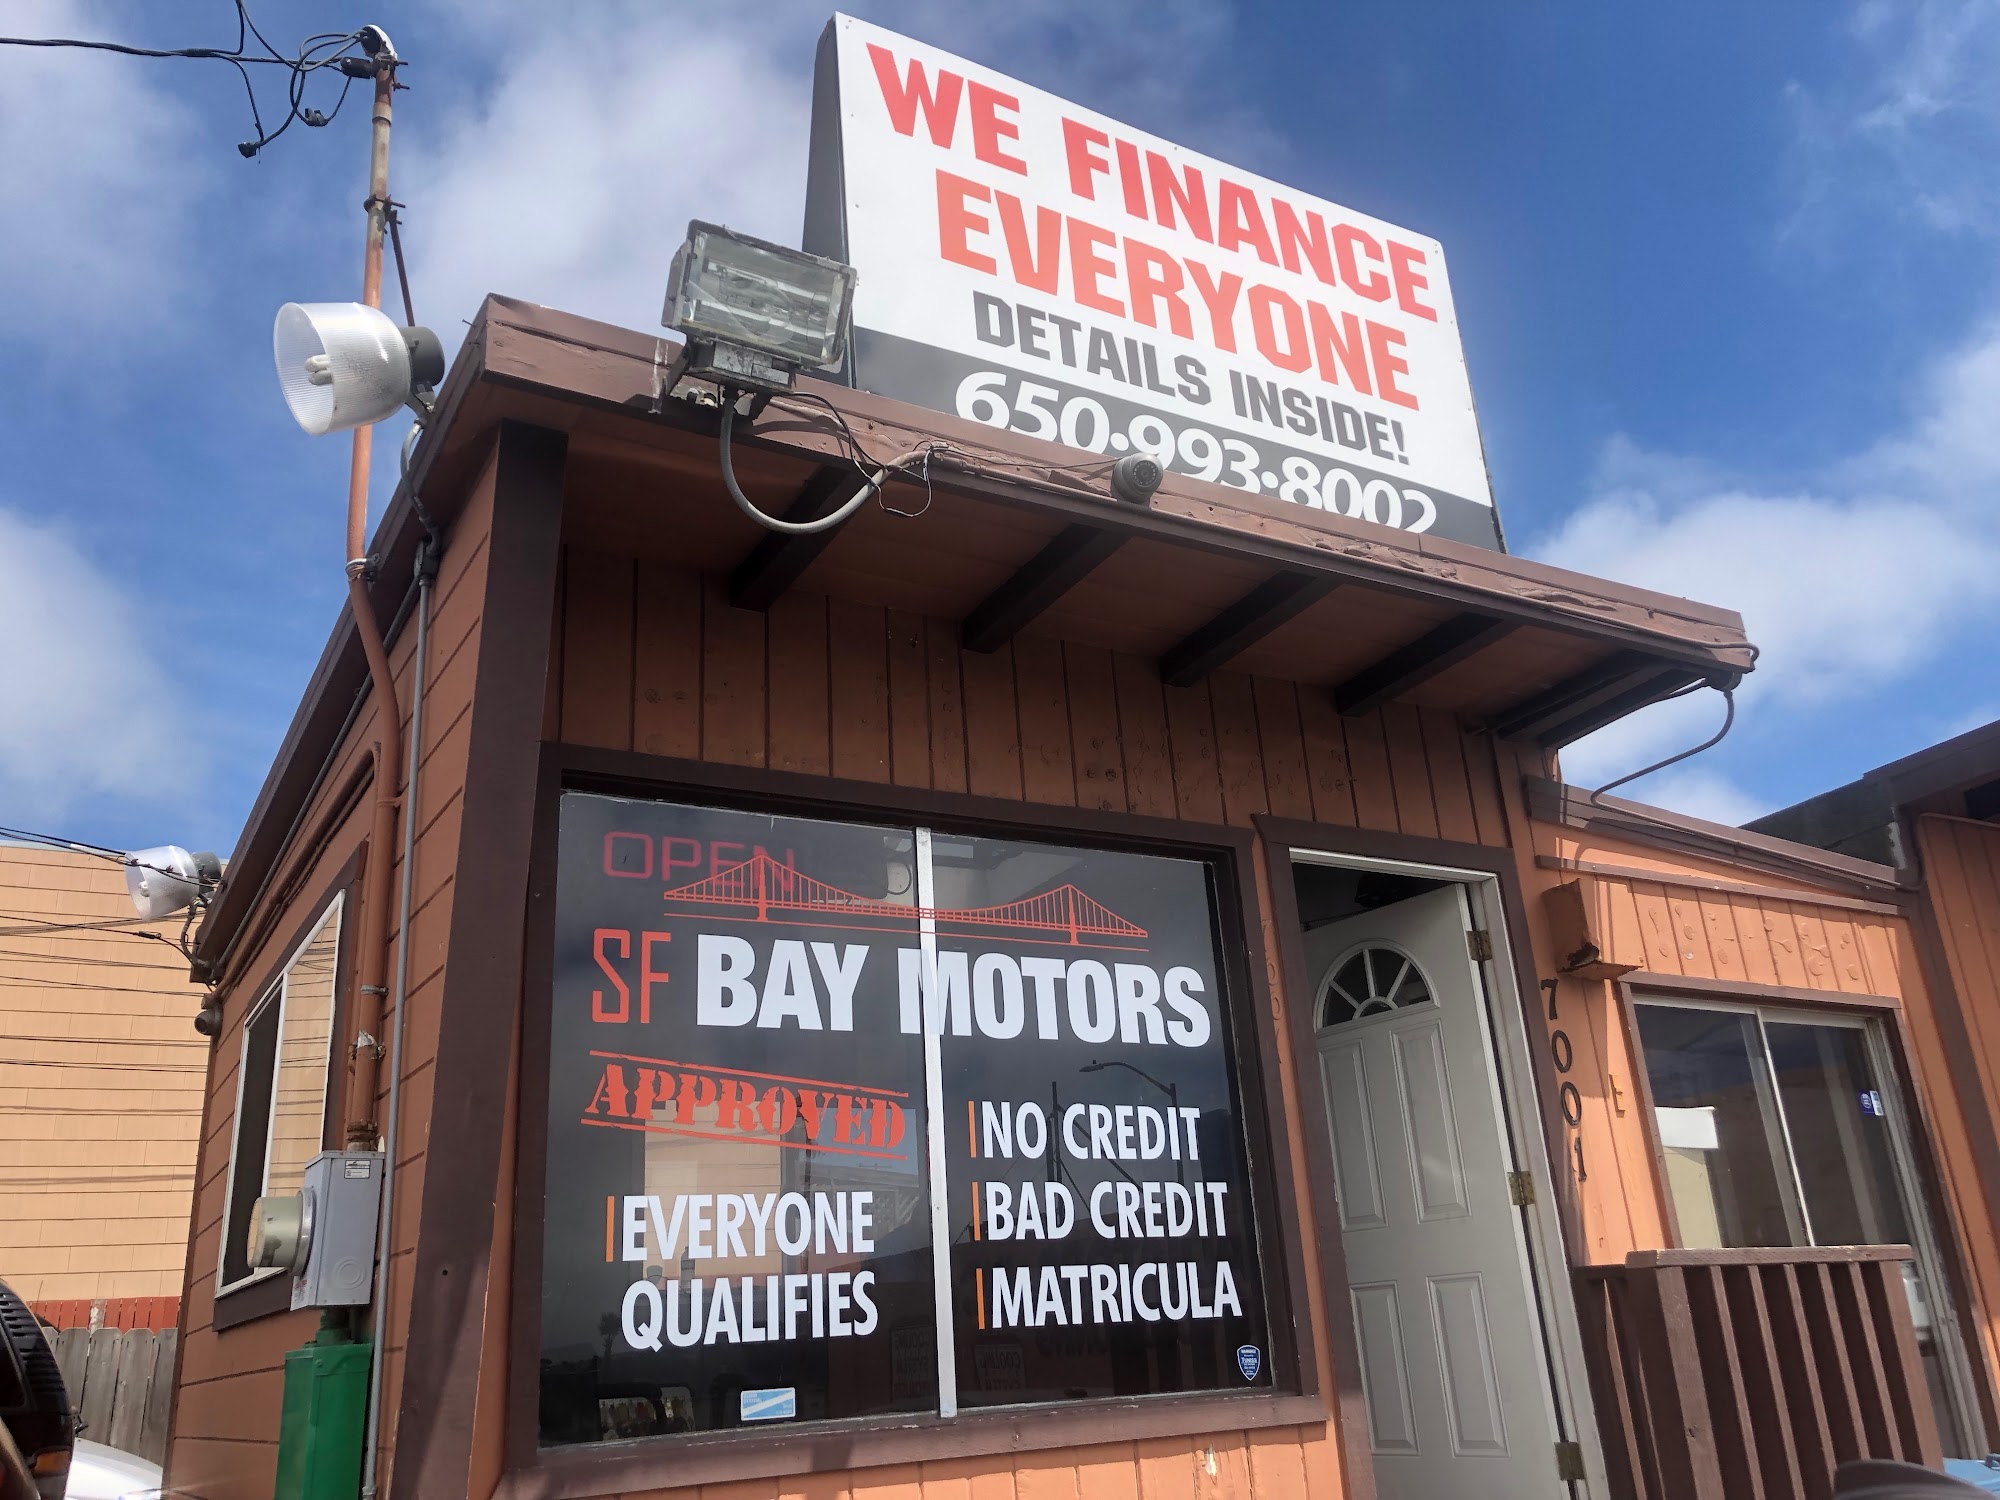 WE FINANCE
EVERYONE
DETAILS INSIDE!
650·993·8002
OPEN
SF BAY MOTORS
APPROVED
EVERYONE
QUALIFIES
NO CREDIT
BAD CREDIT
MATRICULA
7001